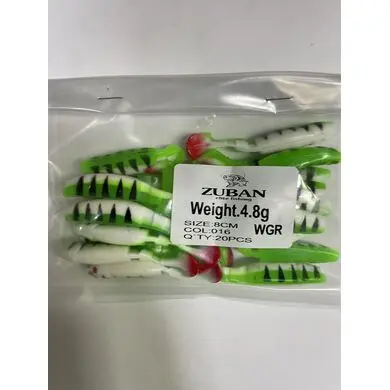 ZUBAN
Weight.4.8g
SIZE:8CM
WGR
COL:016
Q'TY:20PCS